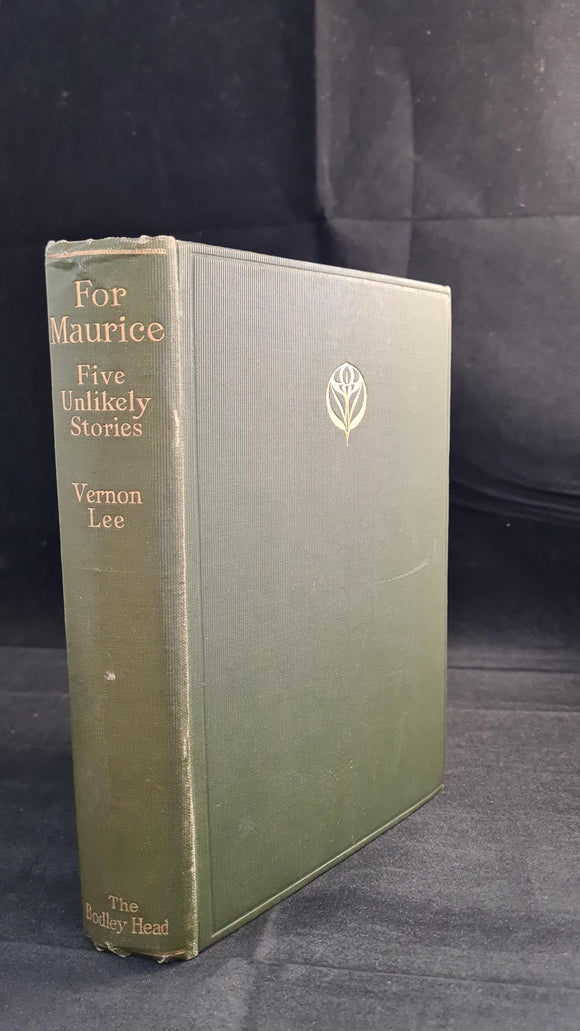 For
Maurice
Five
Unlikely
Stories
Vernon
Lee
The
Bodley Head